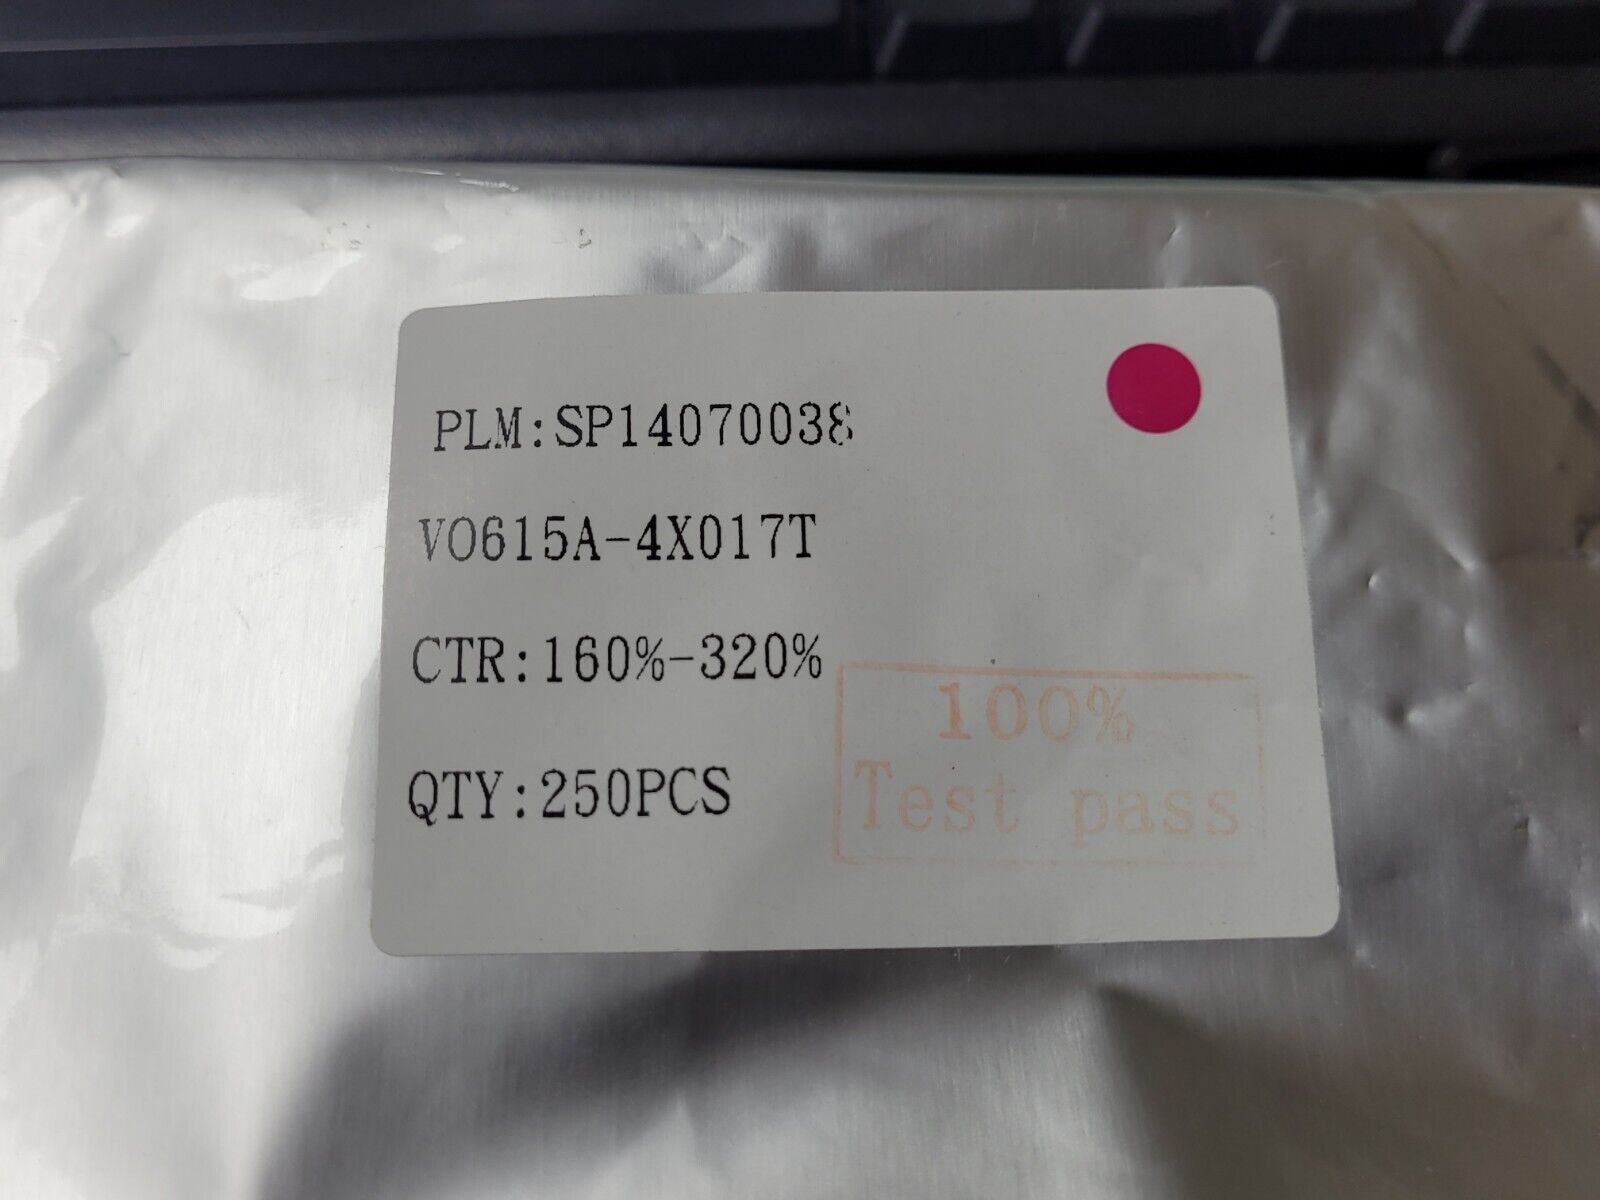 PLM:SP14070038
VO615A-4X017T
CTR:160%-320%
QTY:250PCS
100%
Test pass